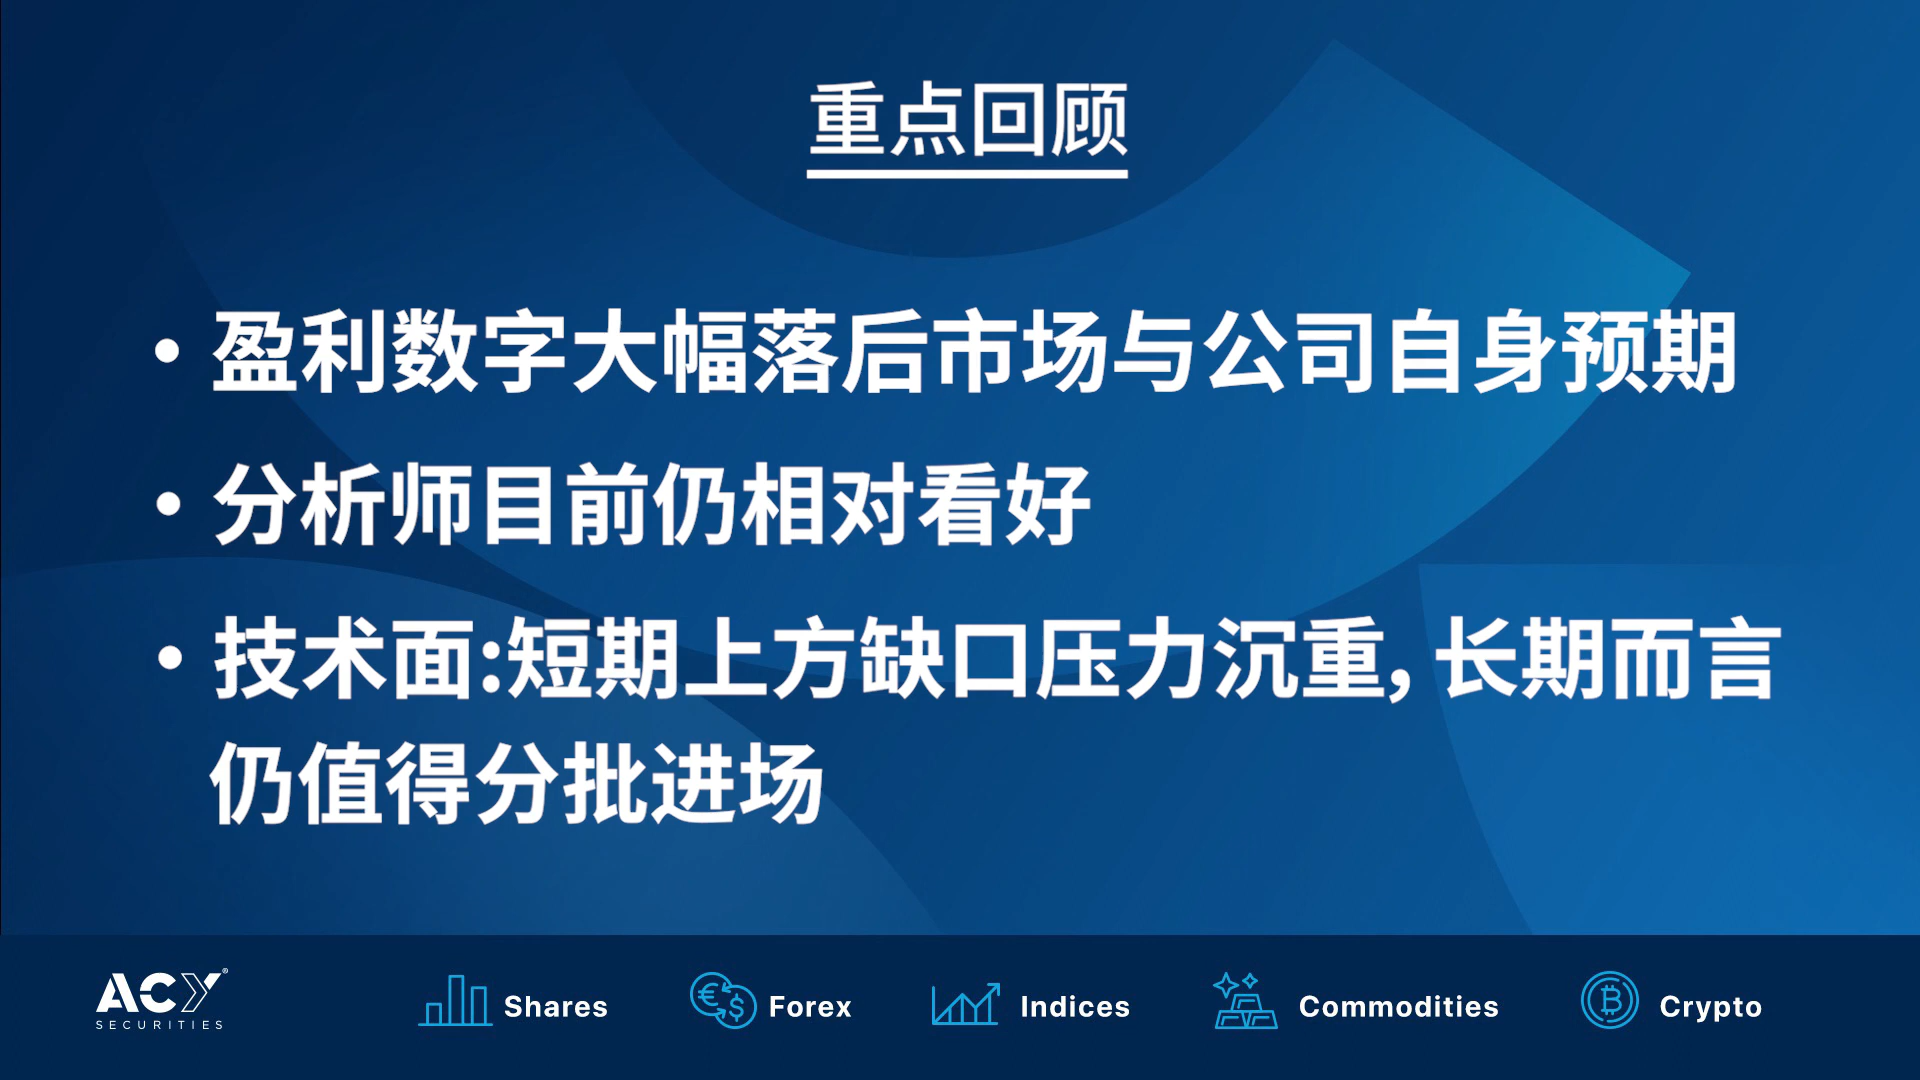 重点回顾
• 盈利数字大幅落后市场与公司自身预期
• 分析师目前仍相对看好
• 技术面:短期上方缺口压力沉重, 长期而言
仍值得分批进场
ACY®
SECURITIES
Shares
Forex
Indices
Commodities
Crypto